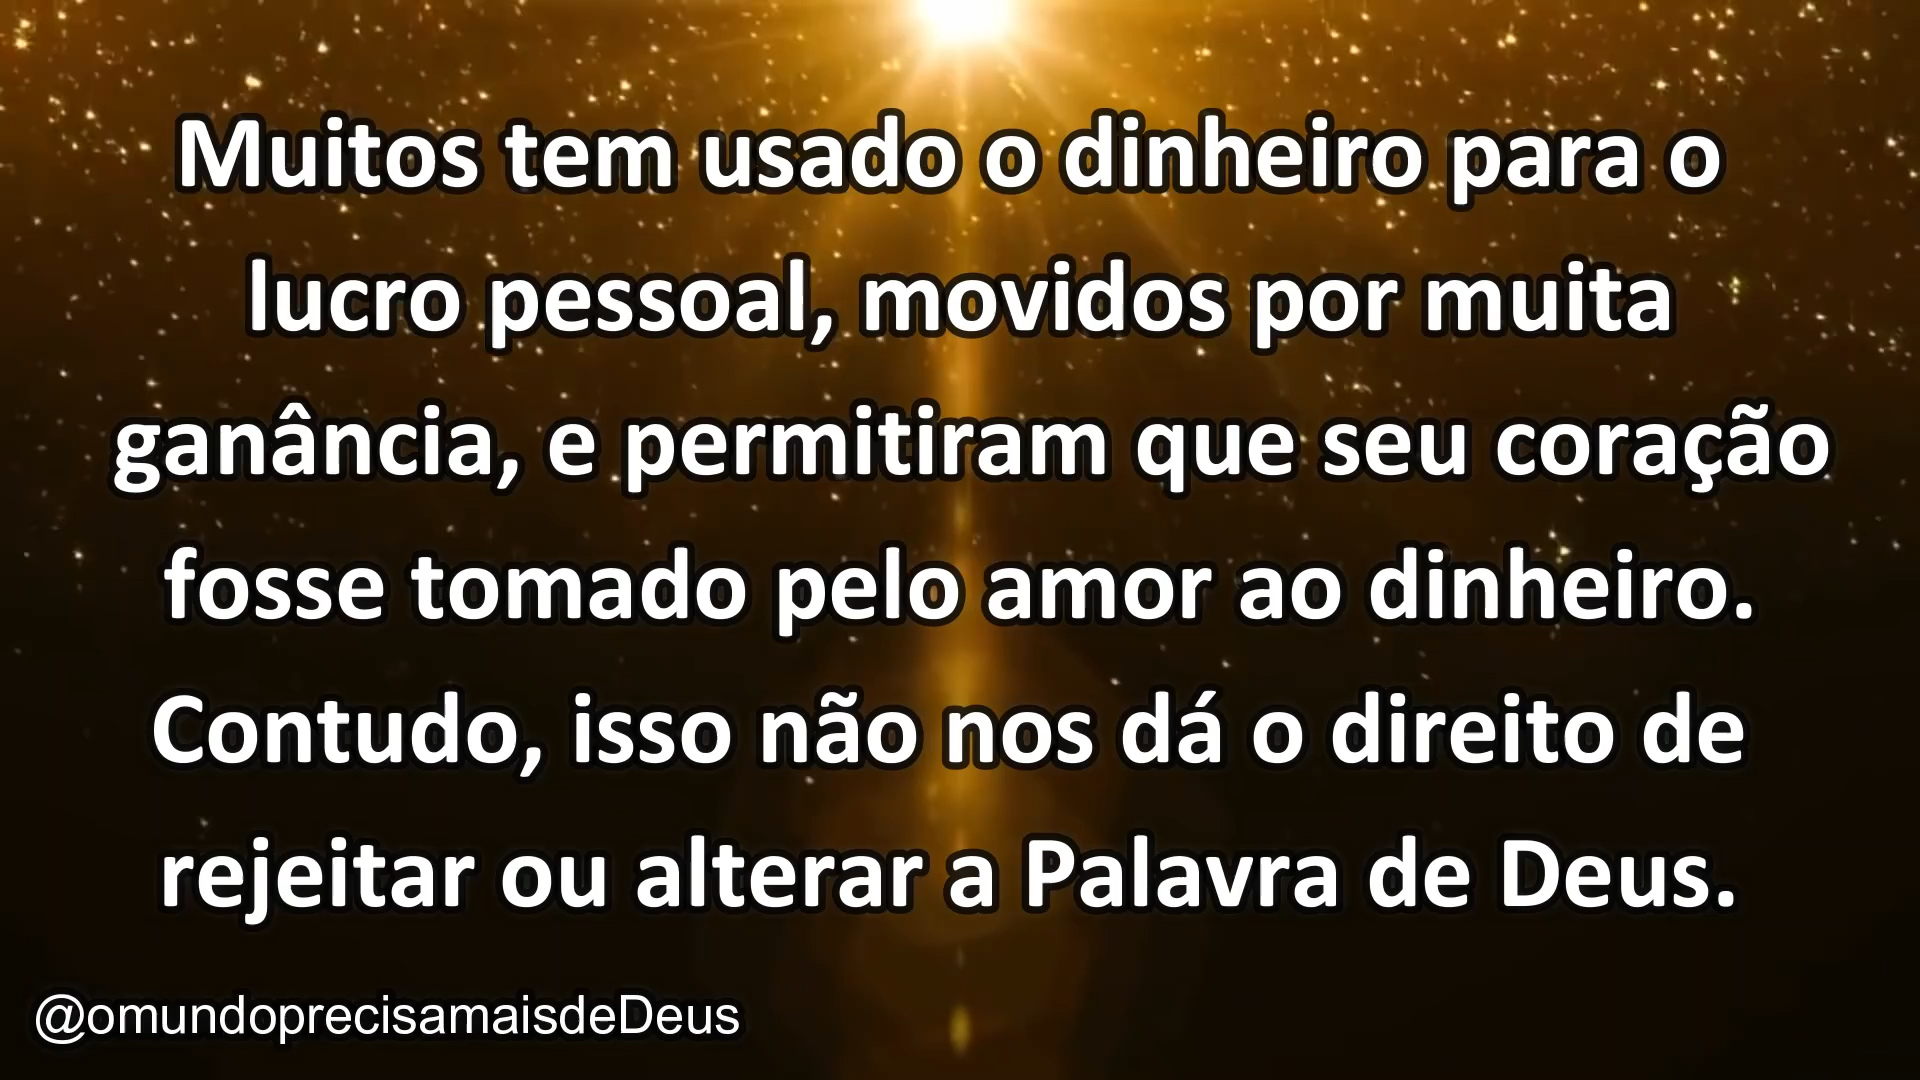 Muitos tem usado o dinheiro para o
lucro pessoal, movidos por muita
ganância, e permitiram que seu coração
fosse tomado pelo amor ao dinheiro.
Contudo, isso não nos dá o direito de
rejeitar ou alterar a Palavra de Deus.
@omundoprecisamaisdeDeus